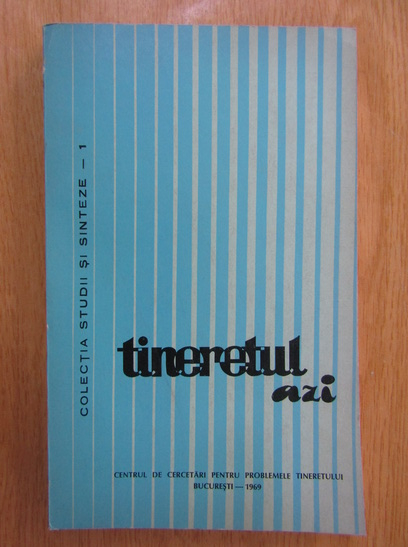 COLECȚIA STUDII ȘI SINTEZE – 1
tineretul
azi
CENTRUL DE CERCETĂRI PENTRU PROBLEMELE TINERETULUI
BUCUREȘTI — 1969